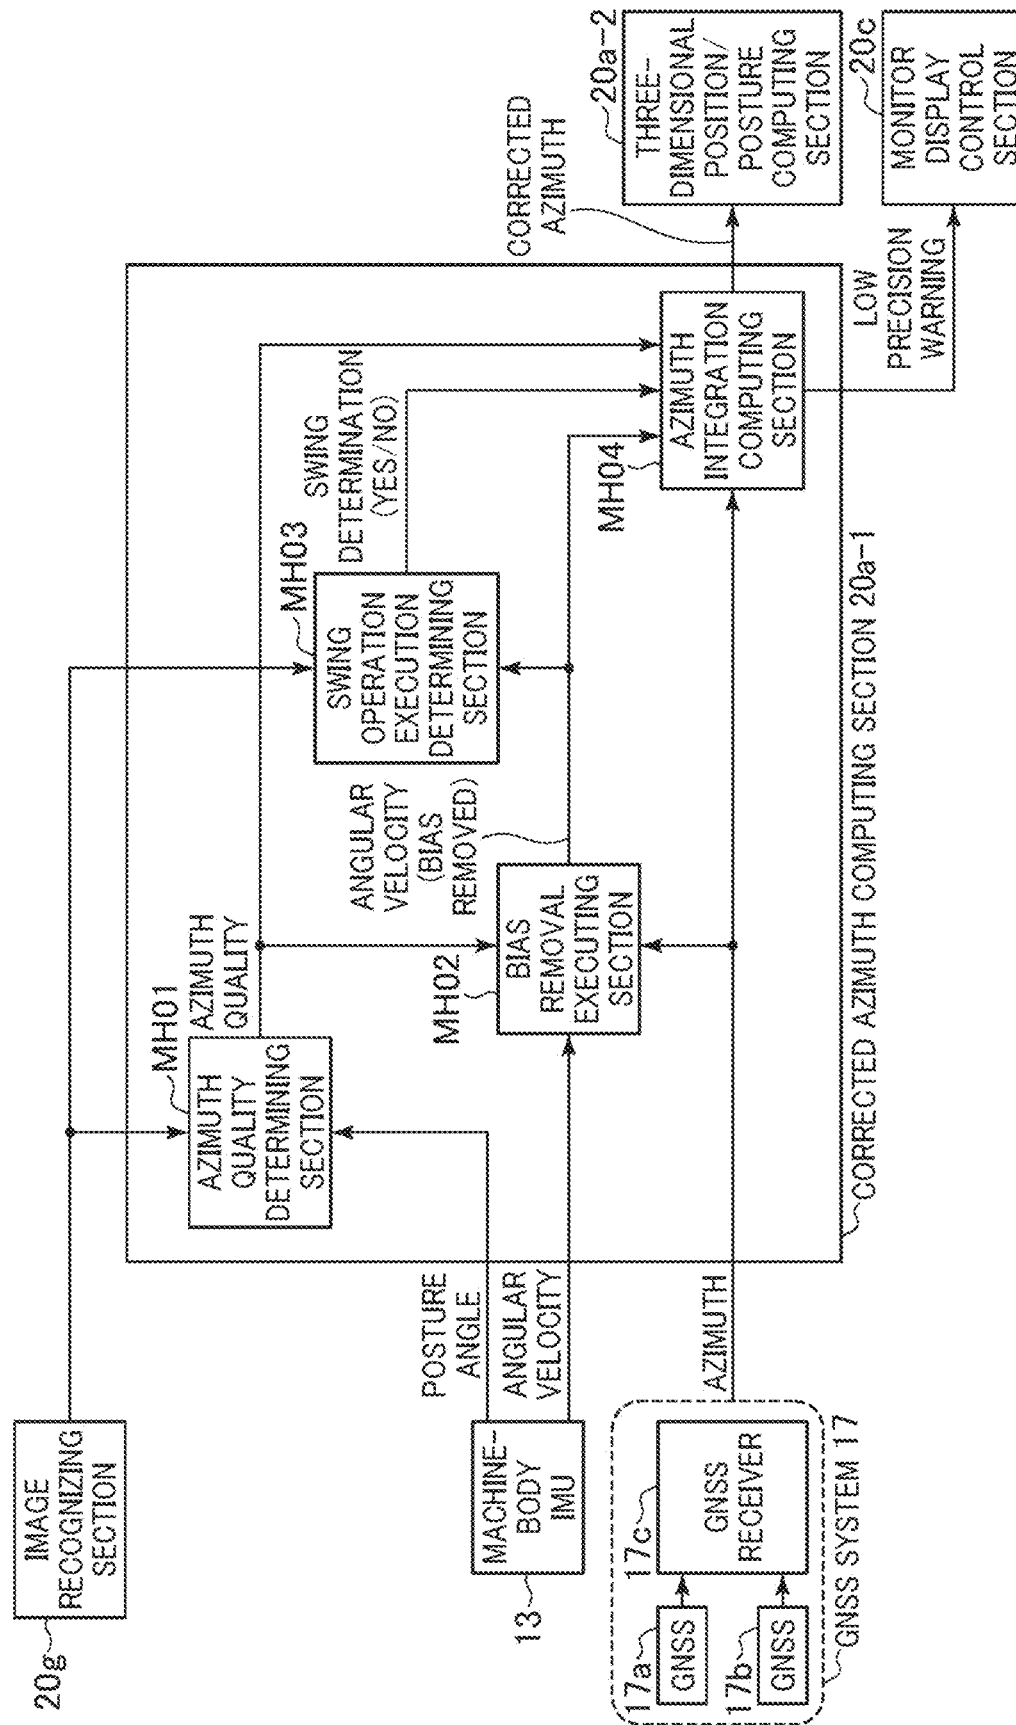 20g
IMAGE
RECOGNIZING
SECTION
13
MACHINE-
BODY
IMU
17a
GNSS
17b
GNSS
17c
GNSS
RECEIVER
GNSS SYSTEM 17
POSTURE
ANGLE
ANGULAR
VELOCITY
AZIMUTH
MH01
AZIMUTH
QUALITY
DETERMINING
SECTION
AZIMUTH
QUALITY
MH02
BIAS
REMOVAL
EXECUTING
SECTION
ANGULAR
VELOCITY
(BIAS
REMOVED)
MH03
SWING
OPERATION
EXECUTION
DETERMINING
SECTION
SWING
DETERMINATION
(YES/NO)
MH04
AZIMUTH
INTEGRATION
COMPUTING
SECTION
CORRECTED AZIMUTH COMPUTING SECTION 20a-1
CORRECTED
AZIMUTH
LOW
PRECISION
WARNING
20a-2
THREE-
DIMENSIONAL
POSITION/
POSTURE
COMPUTING
SECTION
20c
MONITOR
DISPLAY
CONTROL
SECTION